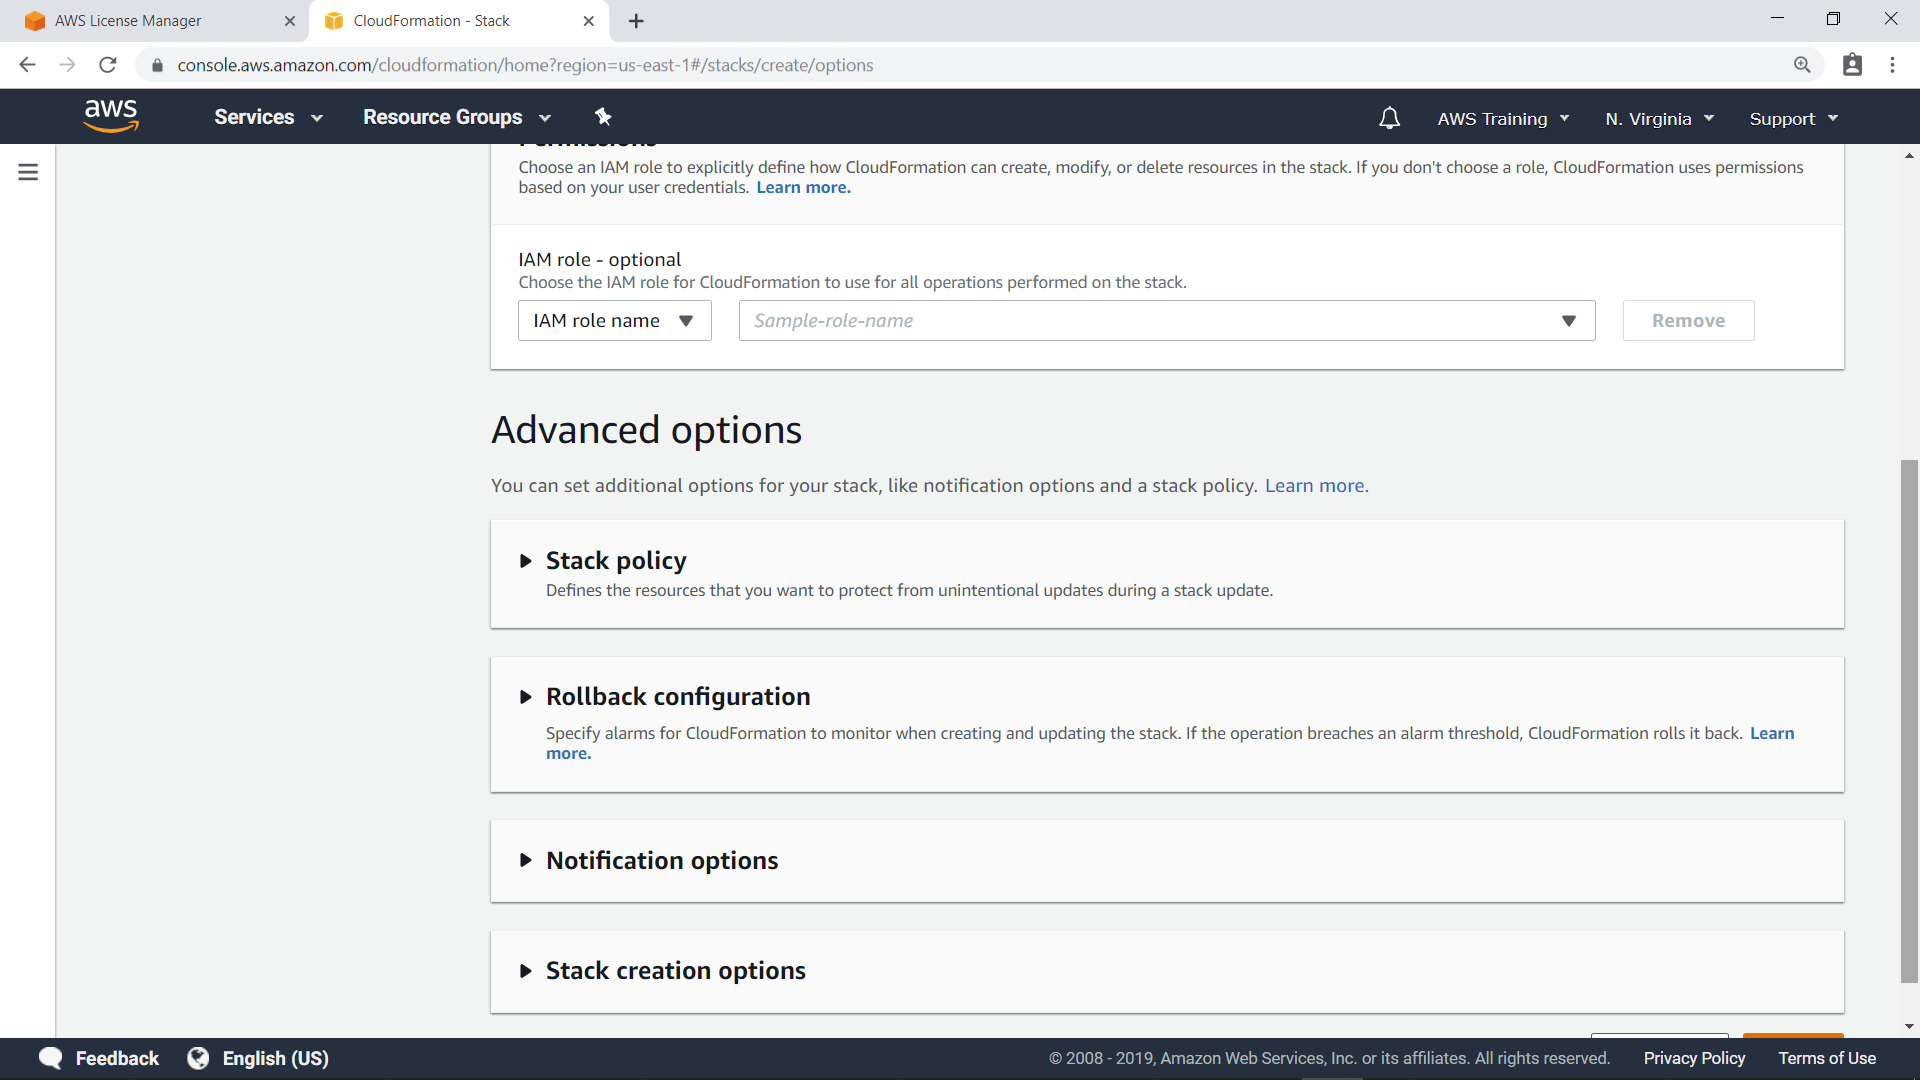 AWS License Manager
CloudFormation - Stack
console.aws.amazon.com/cloudformation/home?region=us-east-1#/stacks/create/options
aws
Services
Resource Groups
AWS Training
N. Virginia
Support
Permissions
Choose an IAM role to explicitly define how CloudFormation can create, modify, or delete resources in the stack. If you don't choose a role, CloudFormation uses permissions
based on your user credentials. Learn more.
IAM role - optional
Choose the IAM role for CloudFormation to use for all operations performed on the stack.
IAM role name
Sample-role-name
Remove
Advanced options
You can set additional options for your stack, like notification options and a stack policy. Learn more.
Stack policy
Defines the resources that you want to protect from unintentional updates during a stack update.
Rollback configuration
Specify alarms for CloudFormation to monitor when creating and updating the stack. If the operation breaches an alarm threshold, CloudFormation rolls it back. Learn
more.
Notification options
Stack creation options
Feedback
English (US)
© 2008 - 2019, Amazon Web Services, Inc. or its affiliates. All rights reserved.
Privacy Policy
Terms of Use